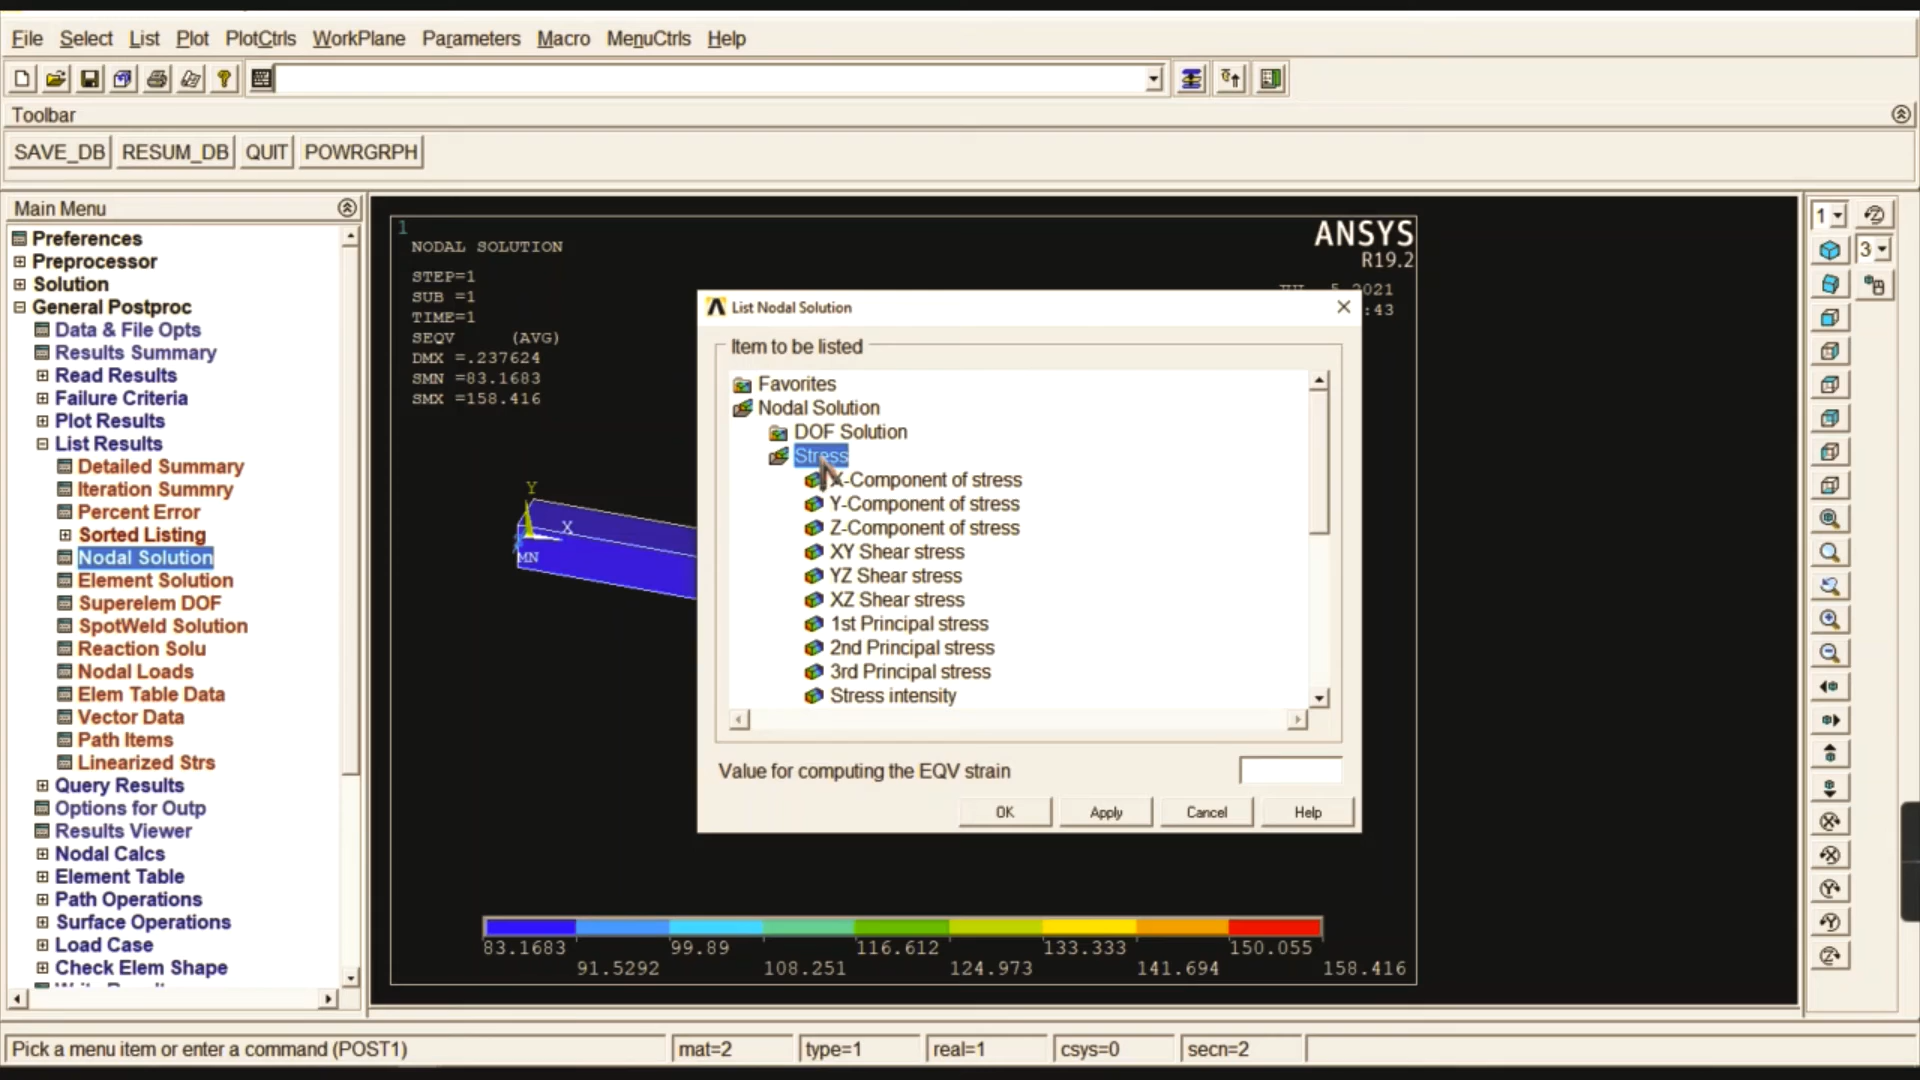 File Select List Plot PlotCtrls WorkPlane Parameters Macro MenuCtrls Help
Toolbar
SAVE_DB RESUM_DB QUIT POWRGRPH
Main Menu
Preferences
Preprocessor
Solution
General Postproc
Data & File Opts
Results Summary
Read Results
Failure Criteria
Plot Results
List Results
Detailed Summary
Iteration Summry
Percent Error
Sorted Listing
Nodal Solution
Element Solution
Superelem DOF
SpotWeld Solution
Reaction Solu
Nodal Loads
Elem Table Data
Vector Data
Path Items
Linearized Strs
Query Results
Options for Outp
Results Viewer
Nodal Calcs
Element Table
Path Operations
Surface Operations
Load Case
Check Elem Shape
1
NODAL SOLUTION
STEP=1
SUB =1
TIME=1
SEQV (AVG)
DMX =.237624
SMN =83.1683
SMX =158.416
ANSYS
R19.2
5 2021
:43
Y
X
MN
List Nodal Solution
Item to be listed
Favorites
Nodal Solution
DOF Solution
Stress
X-Component of stress
Y-Component of stress
Z-Component of stress
XY Shear stress
YZ Shear stress
XZ Shear stress
1st Principal stress
2nd Principal stress
3rd Principal stress
Stress intensity
Value for computing the EQV strain
OK Apply Cancel Help
83.1683 99.89 116.612 133.333 150.055
91.5292 108.251 124.973 141.694 158.416
1
3
Pick a menu item or enter a command (POST1) mat=2 type=1 real=1 csys=0 secn=2